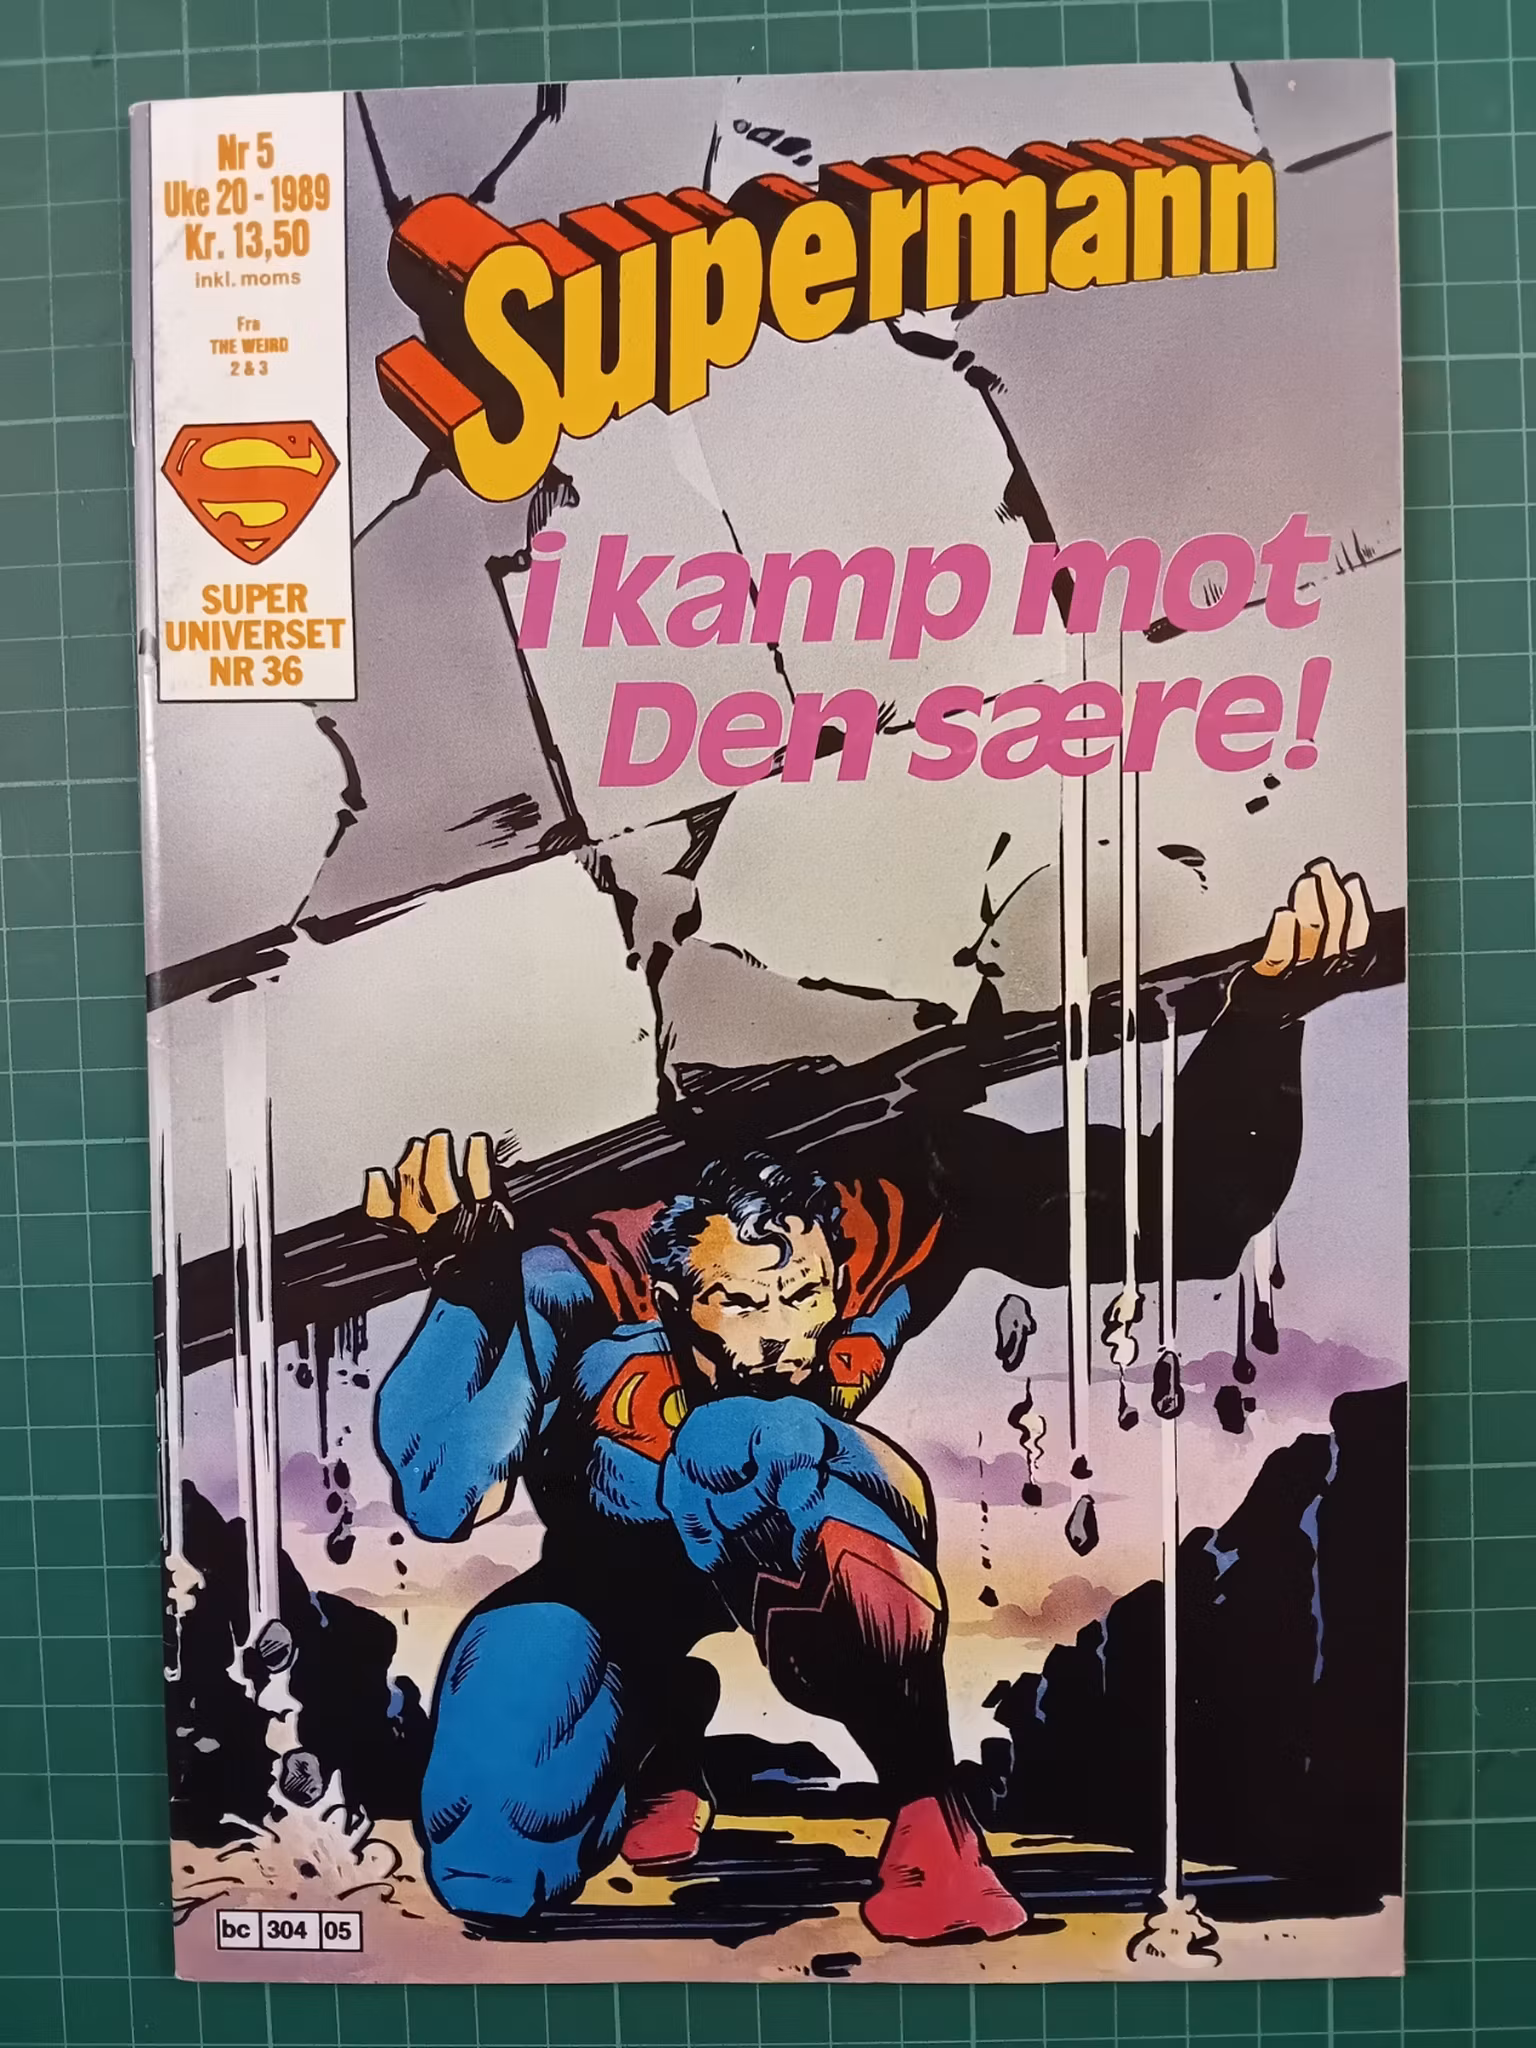 Nr 5
Uke 20 - 1989
Kr. 13,50
inkl. moms
Fra
THE WEIRD
2 & 3
S
SUPER
UNIVERSET
NR 36
Supermann
i kamp mot
Den sære!
bc 304 05